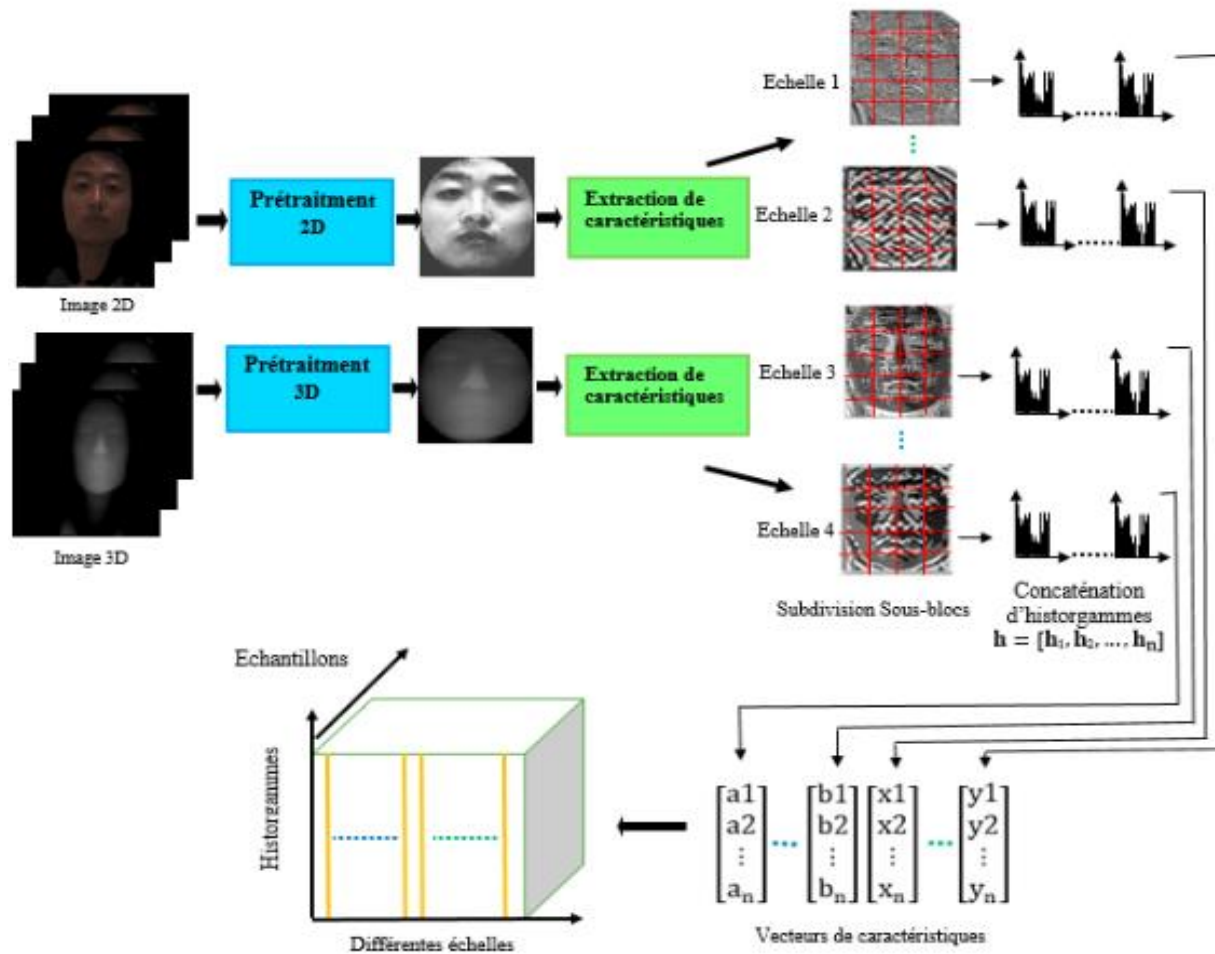 Echelle 1
Image 2D
Prétraitment
2D
Extraction de
caractéristiques
Echelle 2
Image 3D
Prétraitment
3D
Extraction de
caractéristiques
Echelle 3
Echelle 4
Subdivision Sous-blocs
Concaténation
d'historgammes
h = [h₁, h₂, ..., hₙ]
Echantillons
Historgammes
Différentes échelles
a1 b1 x1 y1
a2 b2 x2 y2
⋮ ⋮ ⋮ ⋮
aₙ bₙ xₙ yₙ
Vecteurs de caractéristiques